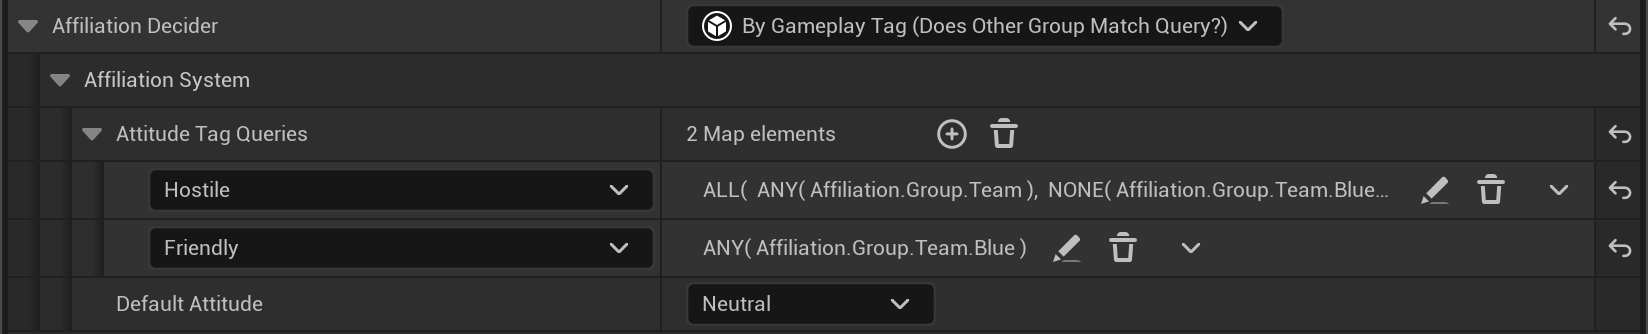 Affiliation Decider
By Gameplay Tag (Does Other Group Match Query?)
Affiliation System
Attitude Tag Queries
2 Map elements
Hostile
ALL( ANY( Affiliation.Group.Team ), NONE( Affiliation.Group.Team.Blue...
Friendly
ANY( Affiliation.Group.Team.Blue )
Default Attitude
Neutral